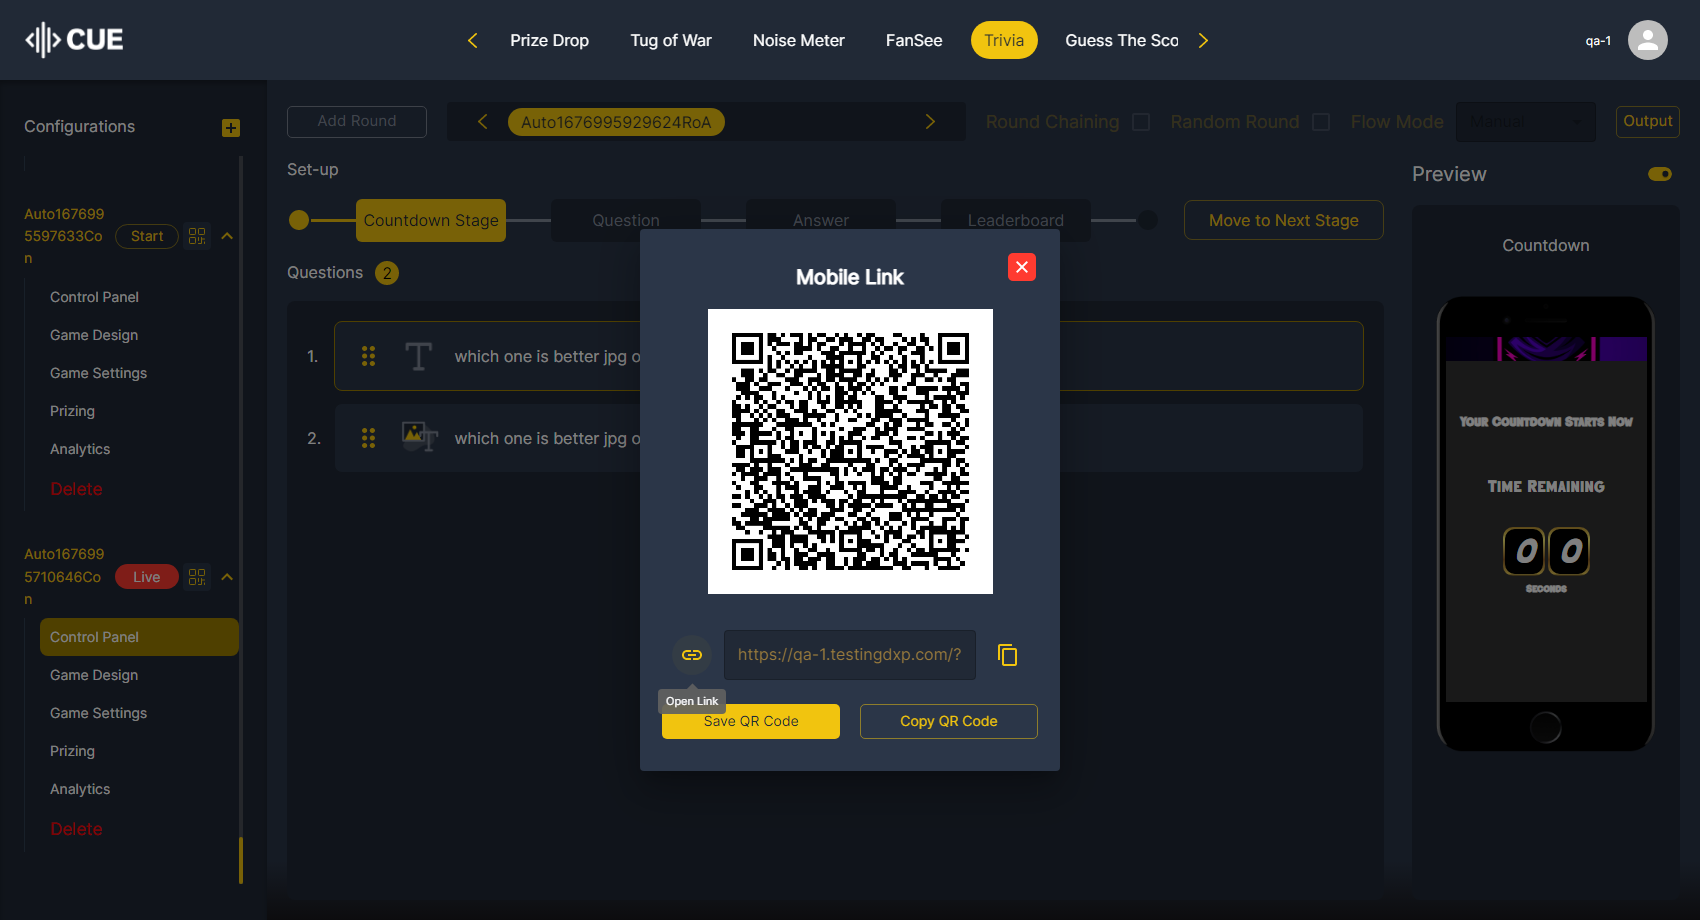 CUE
Prize Drop
Tug of War
Noise Meter
FanSee
Trivia
Guess The Sco
qa-1
Configurations
Add Round
Auto1676995929624RoA
Round Chaining
Random Round
Flow Mode
Manual
Output
Set-up
Preview
Auto167699
5597633Co
n
Start
Countdown Stage
Question
Answer
Leaderboard
Move to Next Stage
Countdown
Questions 2
Control Panel
Game Design
Game Settings
Prizing
Analytics
Delete
1.
which one is better jpg o
2.
which one is better jpg o
Mobile Link
https://qa-1.testingdxp.com/?
Open Link
Save QR Code
Copy QR Code
Your Countdown Starts Now
Time Remaining
0 0
Seconds
Auto167699
5710646Co
n
Live
Control Panel
Game Design
Game Settings
Prizing
Analytics
Delete